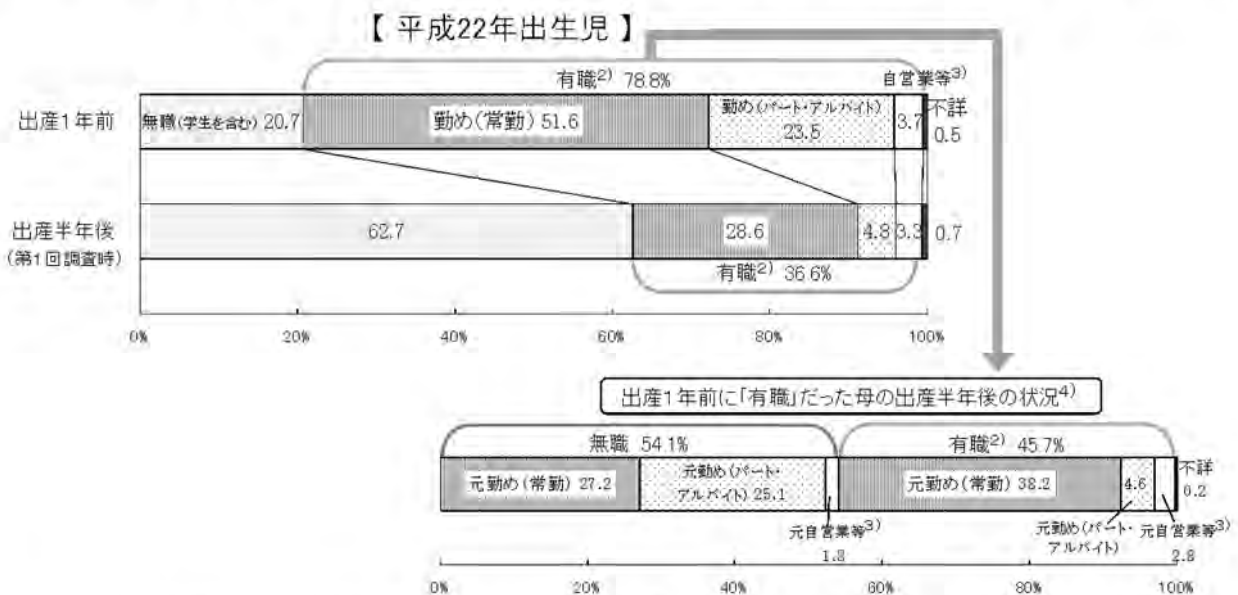 【 平成22年出生児 】
有職2) 78.8%
自営業等3)
出産1年前
無職(学生を含む) 20.7
勤め(常勤) 51.6
勤め(パート・アルバイト)
23.5
3.7
不詳
0.5
出産半年後
(第1回調査時)
62.7
28.6
4.8
3.3
0.7
有職2) 36.6%
0%
20%
40%
60%
80%
100%
出産1年前に「有職」だった母の出産半年後の状況4)
無職 54.1%
有職2) 45.7%
元勤め(常勤) 27.2
元勤め(パート・
アルバイト) 25.1
元勤め(常勤) 38.2
4.6
不詳
0.2
元自営業等3)
1.8
元勤め(パート・
アルバイト)
元自営業等3)
2.8
0%
20%
40%
60%
80%
100%